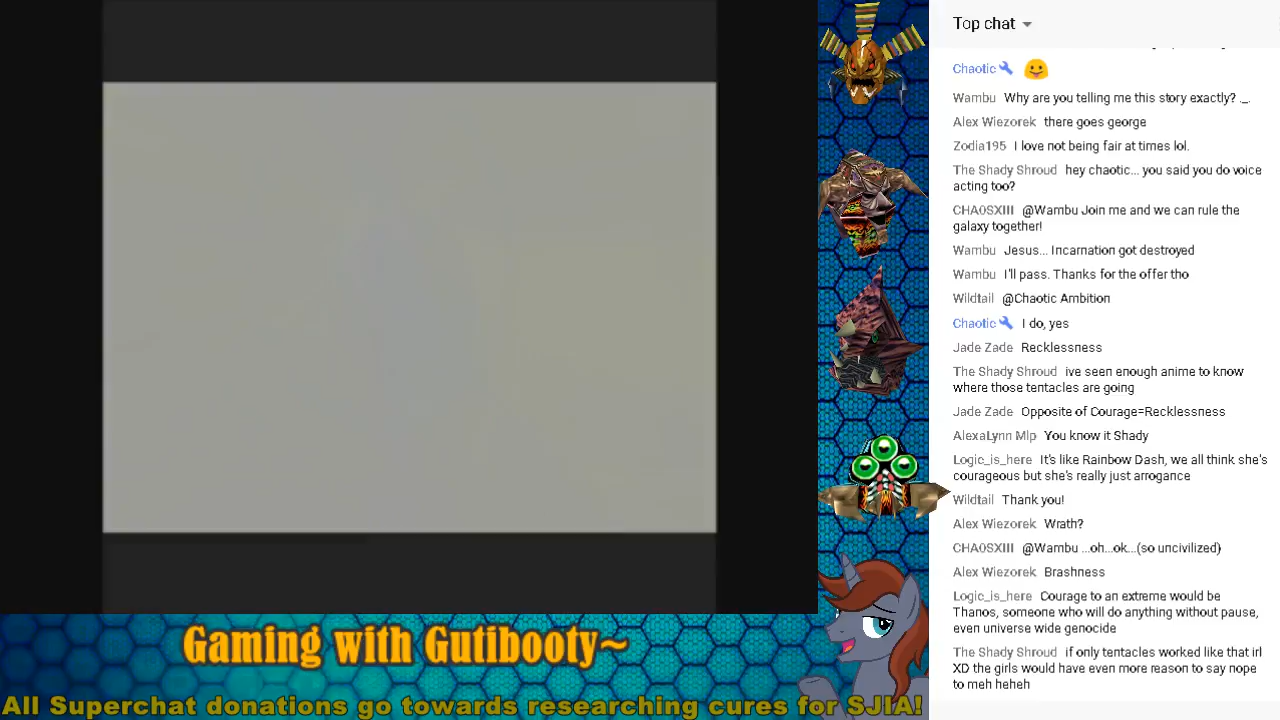 Top chat
Chaotic
Wambu Why are you telling me this story exactly? ._.
Alex Wiezorek there goes george
Zodia195 I love not being fair at times lol.
The Shady Shroud hey chaotic... you said you do voice
acting too?
CHA0SXIII @Wambu Join me and we can rule the
galaxy together!
Wambu Jesus... Incarnation got destroyed
Wambu I'll pass. Thanks for the offer tho
Wildtail @Chaotic Ambition
Chaotic I do, yes
Jade Zade Recklessness
The Shady Shroud ive seen enough anime to know
where those tentacles are going
Jade Zade Opposite of Courage=Recklessness
AlexaLynn Mlp You know it Shady
Logic_is_here It's like Rainbow Dash, we all think she's
courageous but she's really just arrogance
Wildtail Thank you!
Alex Wiezorek Wrath?
CHA0SXIII @Wambu ...oh...ok...(so uncivilized)
Alex Wiezorek Brashness
Logic_is_here Courage to an extreme would be
Thanos, someone who will do anything without pause,
even universe wide genocide
The Shady Shroud if only tentacles worked like that irl
XD the girls would have even more reason to say nope
to meh heheh
Gaming with Gutibooty~
All Superchat donations go towards researching cures for SJIA!